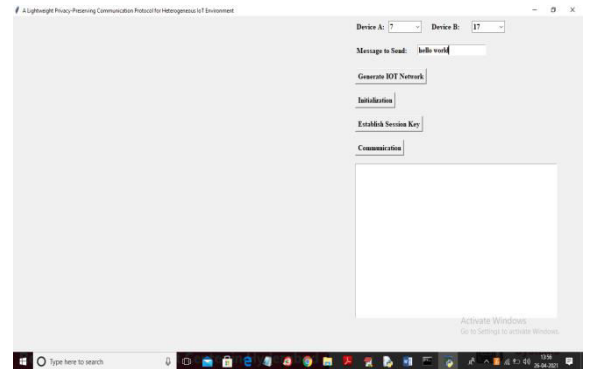 A Lightweight Privacy-Preserving Communication Protocol for Heterogeneous IoT Environment
Device A: 7 Device B: 17
Message to Send: hello world
Generate IOT Network
Initialization
Establish Session Key
Communication
Activate Windows
Go to Settings to activate Windows.
Type here to search
13:56
26-04-2021